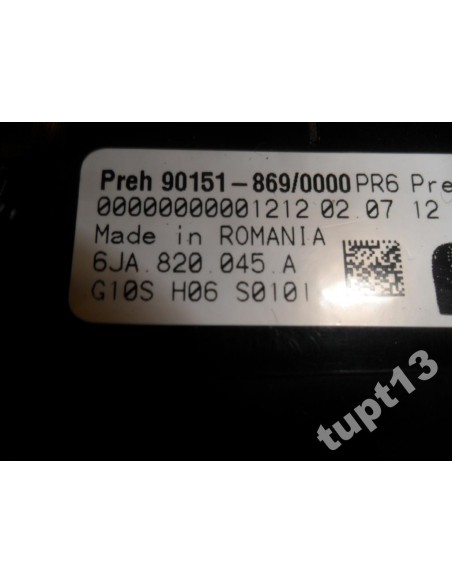 Preh 90151-869/0000 PR6 Pre
00000000001212 02.07 12
Made in ROMANIA
6JA.820.045.A
G10S H06 S0101
tupt13